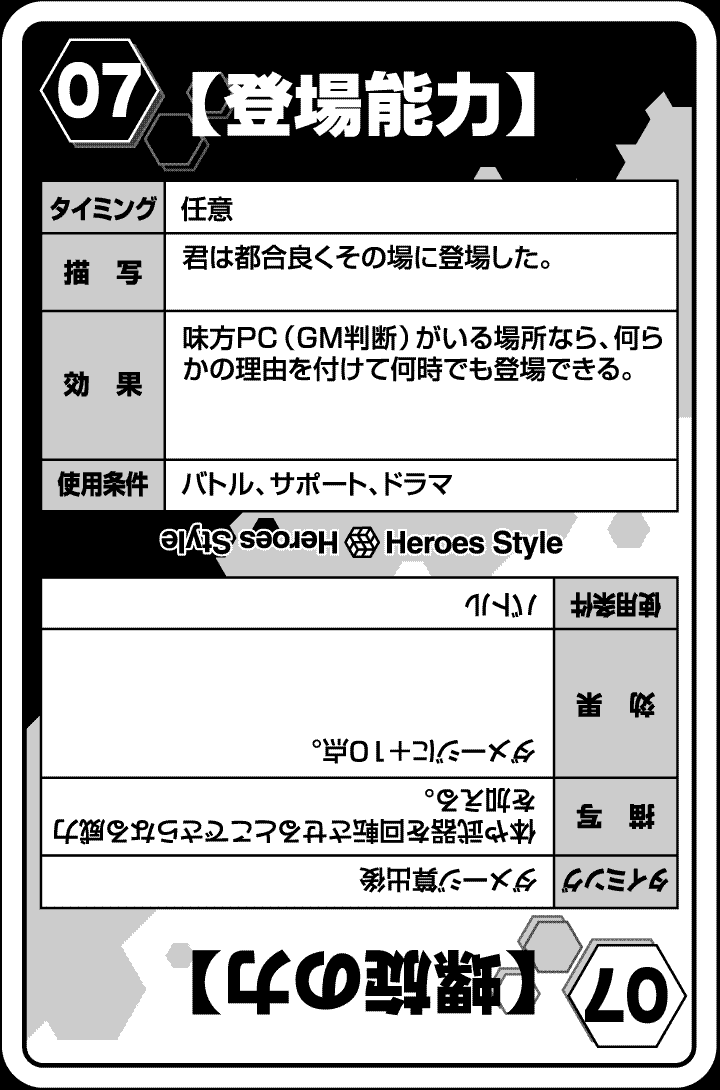 07
【登場能力】
タイミング 任意
描　写 君は都合良くその場に登場した。
効　果 味方PC（GM判断）がいる場所なら、何ら
かの理由を付けて何時でも登場できる。
使用条件 バトル、サポート、ドラマ
Heroes Style
Heroes Style
07
【螺旋の力】
タイミング ダメージ算出後
描　写 体や武器を回転させることでさらなる威力
を加える。
効　果 ダメージに＋10点。
使用条件 バトル